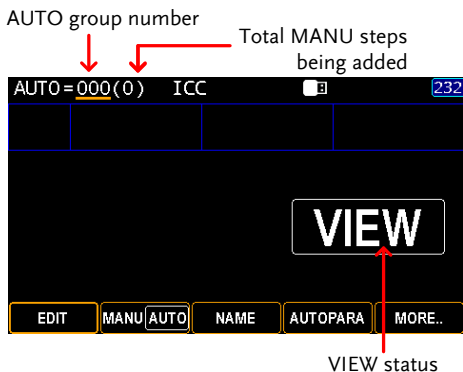 AUTO group number
Total MANU steps
being added
AUTO=000(0) ICC 232
VIEW
EDIT MANU AUTO NAME AUTOPARA MORE..
VIEW status